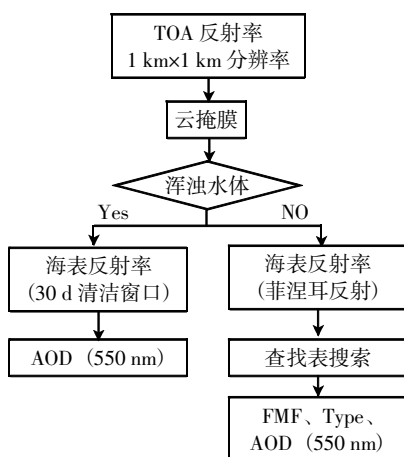 TOA 反射率
1 km×1 km 分辨率
云掩膜
浑浊水体
Yes
NO
海表反射率
(30 d 清洁窗口)
海表反射率
(菲涅耳反射)
AOD (550 nm)
查找表搜索
FMF、Type、
AOD (550 nm)